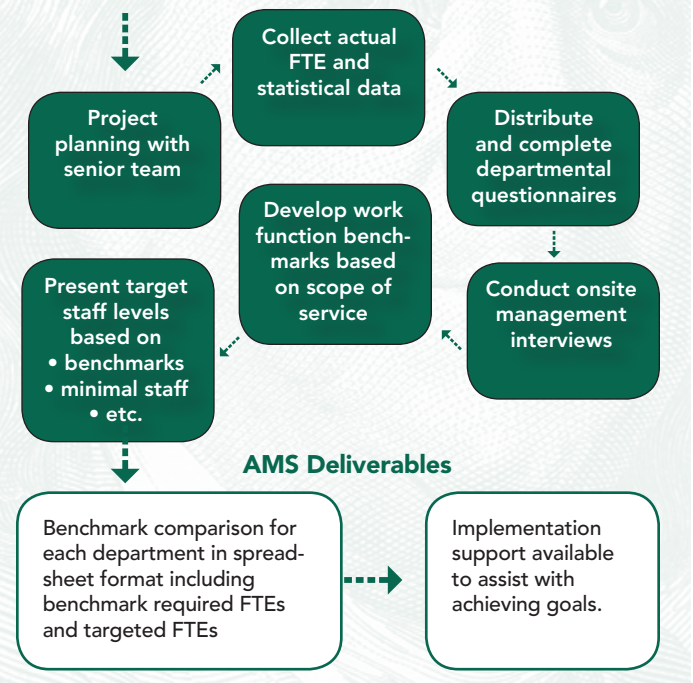 Project
planning with
senior team
Collect actual
FTE and
statistical data
Distribute
and complete
departmental
questionnaires
Conduct onsite
management
interviews
Develop work
function bench-
marks based
on scope of
service
Present target
staff levels
based on
• benchmarks
• minimal staff
• etc.
AMS Deliverables
Benchmark comparison for
each department in spread-
sheet format including
benchmark required FTEs
and targeted FTEs
Implementation
support available
to assist with
achieving goals.